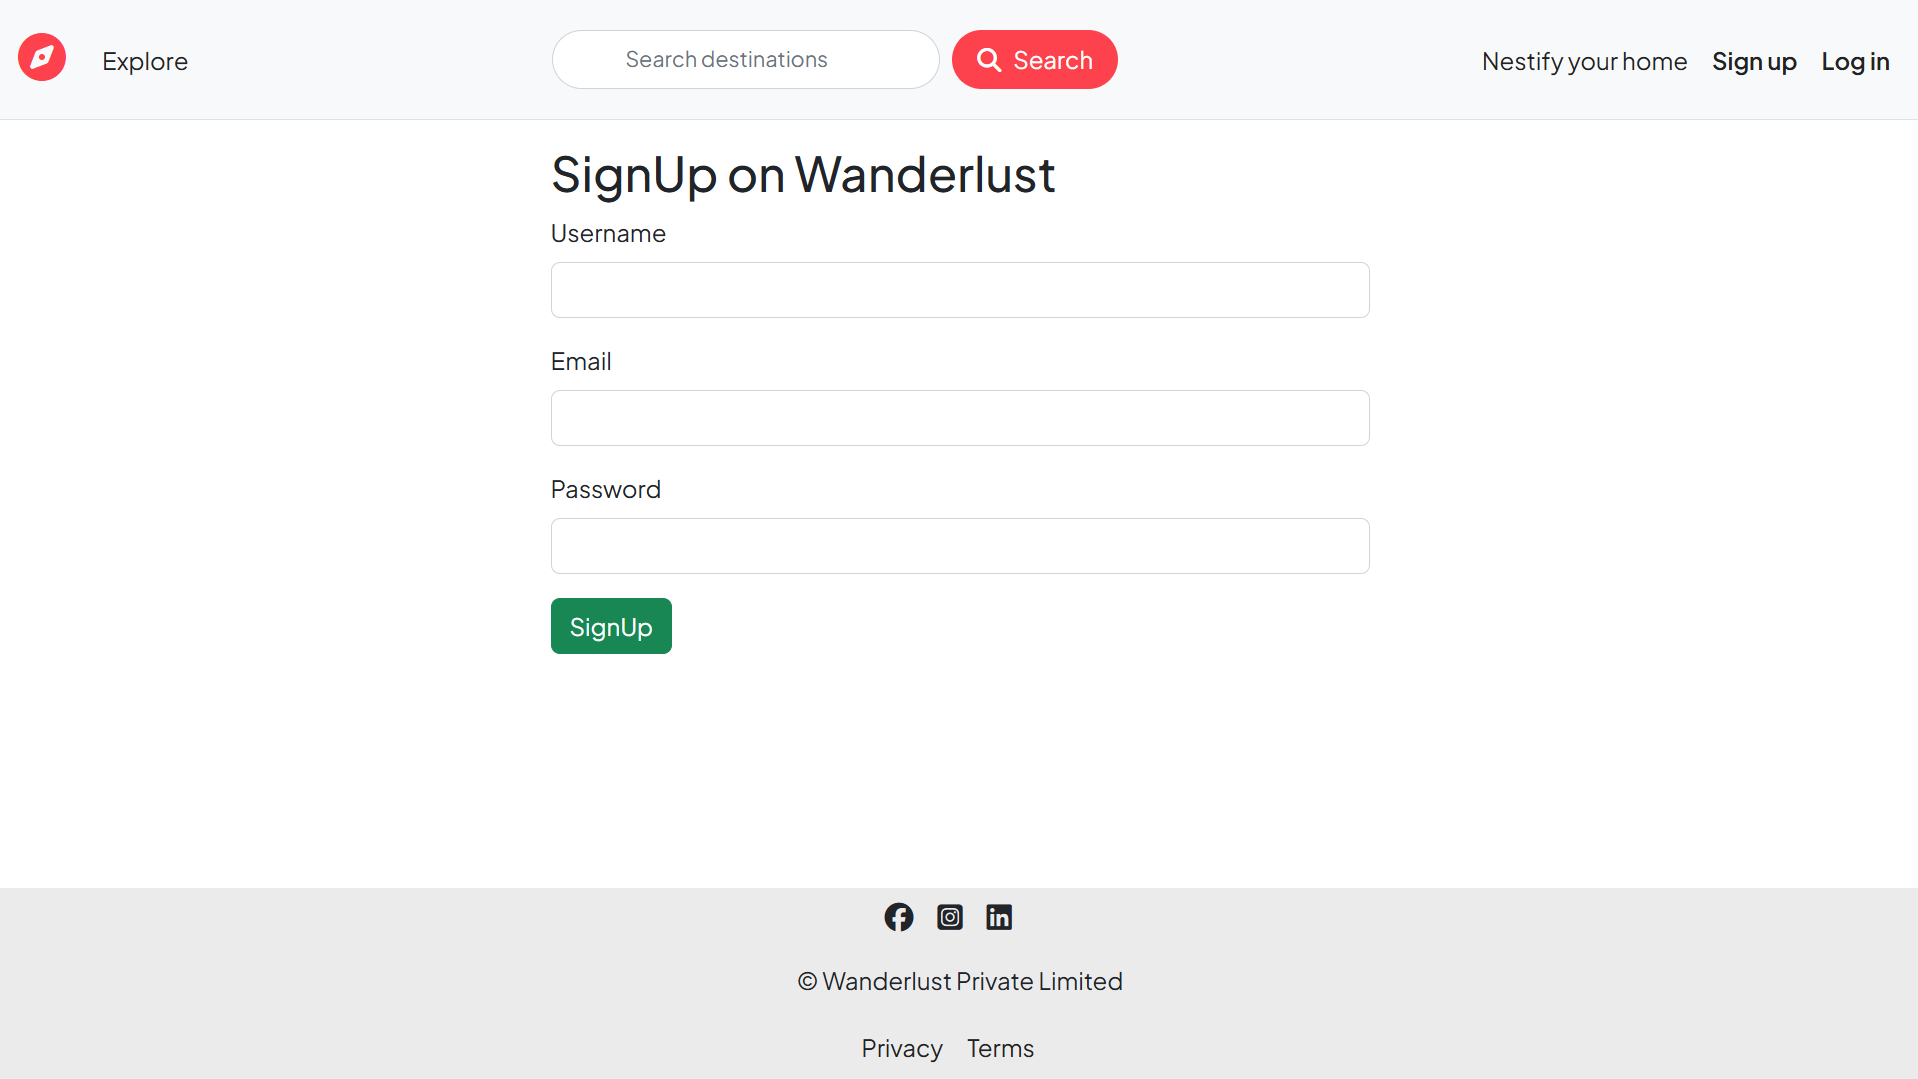 Explore
Search destinations
Search
Nestify your home
Sign up
Log in
SignUp on Wanderlust
Username
Email
Password
SignUp
© Wanderlust Private Limited
Privacy Terms